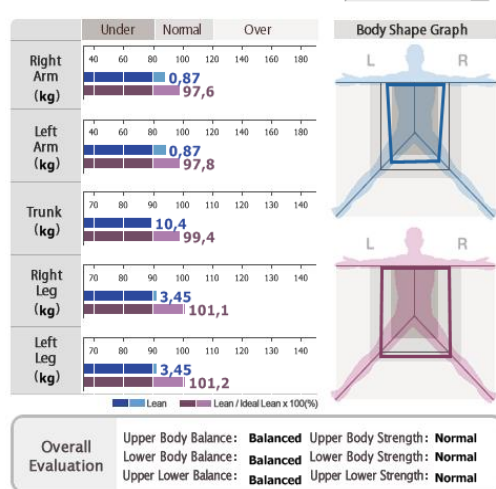 Under Normal Over Body Shape Graph
Right Arm (kg)
40 60 80 100 120 140 160 180
0,87
97,6
Left Arm (kg)
40 60 80 100 120 140 160 180
0,87
97,8
Trunk (kg)
70 80 90 100 110 120 130 140
10,4
99,4
Right Leg (kg)
70 80 90 100 110 120 130 140
3,45
101,1
Left Leg (kg)
70 80 90 100 110 120 130 140
3,45
101,2
Lean Lean / Ideal Lean x 100(%)
L R
L R
Overall Evaluation
Upper Body Balance: Balanced Upper Body Strength: Normal
Lower Body Balance: Balanced Lower Body Strength: Normal
Upper Lower Balance: Balanced Upper Lower Strength: Normal